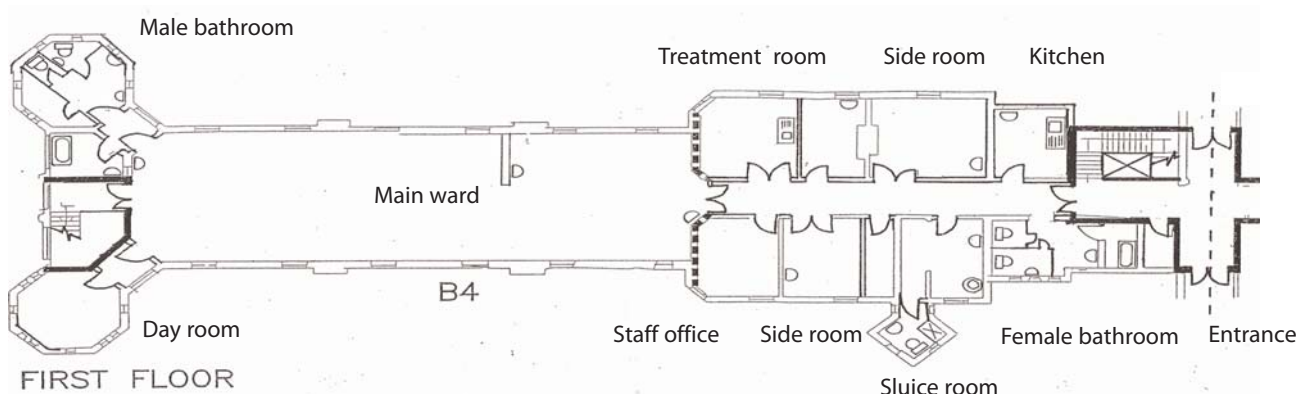 Male bathroom
Treatment room
Side room
Kitchen
Main ward
B4
Day room
Staff office
Side room
Female bathroom
Entrance
FIRST FLOOR
Sluice room